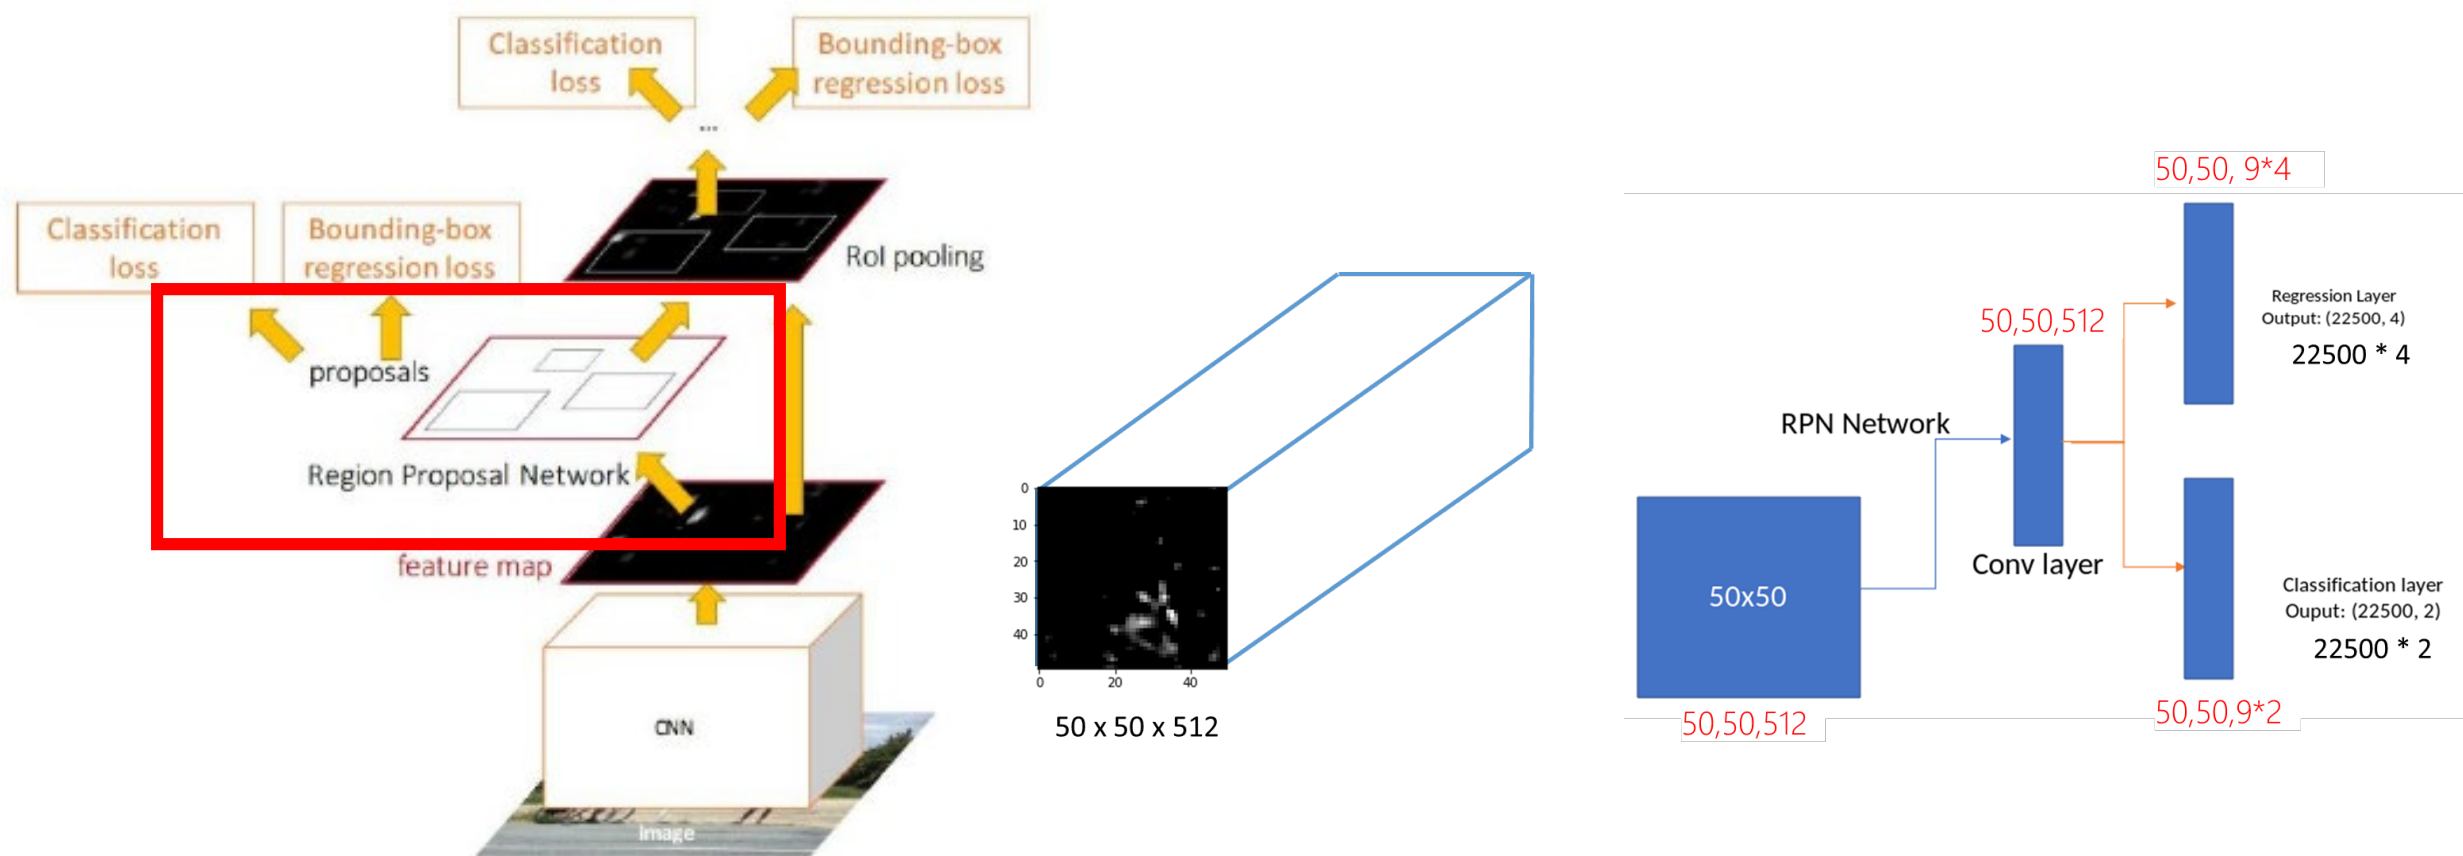 Classification
loss
Bounding-box
regression loss
...
Classification
loss
Bounding-box
regression loss
RoI pooling
proposals
Region Proposal Network
feature map
CNN
image
0
10
20
30
40
0
20
40
50 x 50 x 512
50,50, 9*4
Regression Layer
Output: (22500, 4)
22500 * 4
50,50,512
RPN Network
Conv layer
50x50
50,50,512
Classification layer
Ouput: (22500, 2)
22500 * 2
50,50,9*2